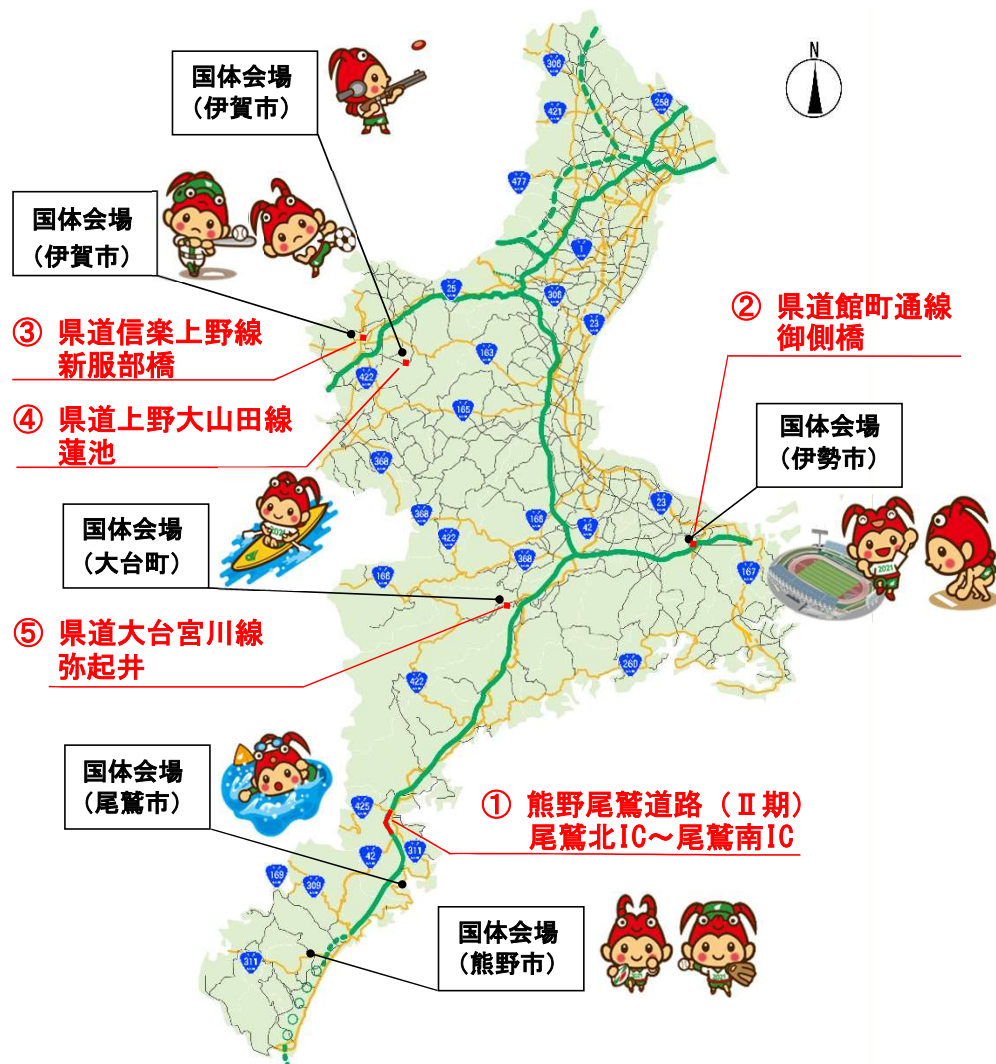 N
国体会場
(伊賀市)
306
421
258
477
国体会場
(伊賀市)
1
25
306
23
② 県道館町通線
御側橋
③ 県道信楽上野線
新服部橋
163
422
④ 県道上野大山田線
蓮池
165
国体会場
(伊勢市)
368
23
国体会場
(大台町)
368
166
42
422
368
166
167
2021
⑤ 県道大台宮川線
弥起井
260
422
国体会場
(尾鷲市)
425
① 熊野尾鷲道路 (Ⅱ期)
尾鷲北IC～尾鷲南IC
42
311
169
309
国体会場
(熊野市)
311
2021